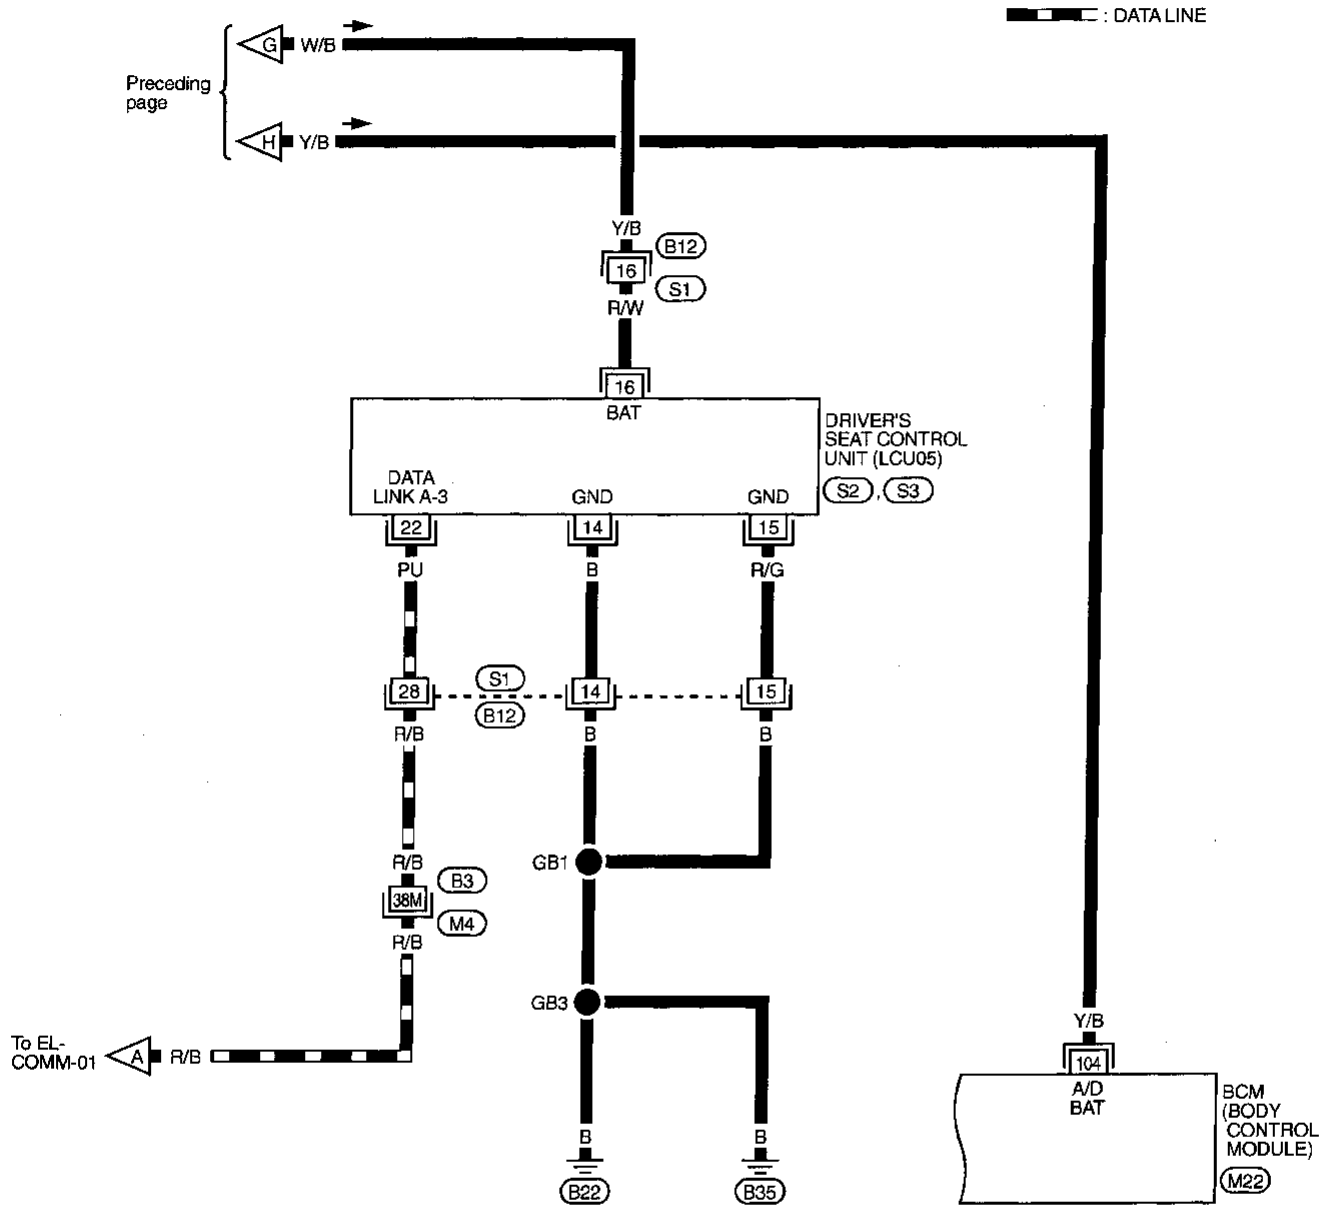 : DATA LINE
G W/B
Preceding
page
H Y/B
Y/B
B12
16
S1
R/W
16
BAT
DRIVER'S
SEAT CONTROL
UNIT (LCU05)
S2 , S3
DATA
LINK A-3
GND
GND
22
14
15
PU
B
R/G
28
S1
14
15
B12
R/B
B
B
R/B
GB1
B3
38M
M4
R/B
GB3
To EL-
COMM-01
A
R/B
Y/B
104
A/D
BAT
BCM
(BODY
CONTROL
MODULE)
M22
B
B
B22
B35